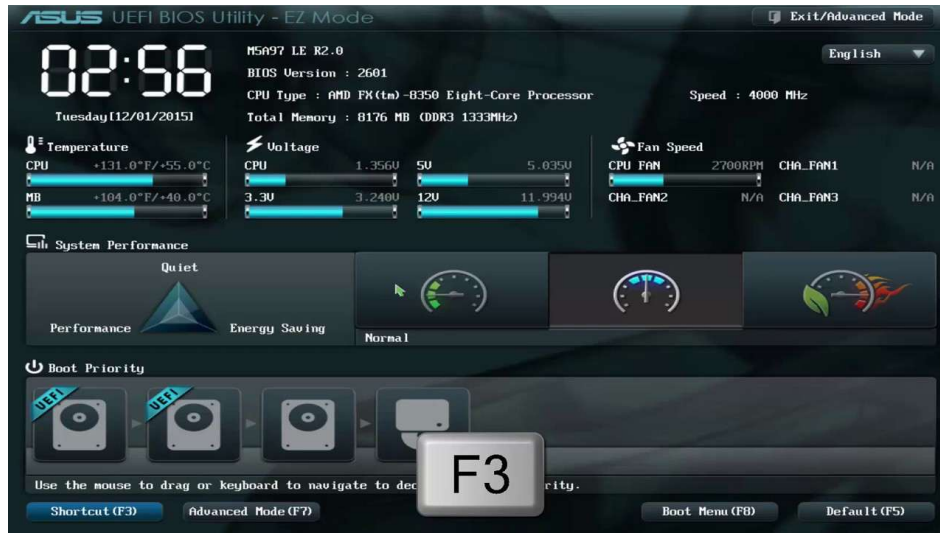 ASUS UEFI BIOS Utility - EZ Mode
Exit/Advanced Mode
02:56
Tuesday[12/01/2015]
M5A97 LE R2.0
BIOS Version : 2601
CPU Type : AMD FX(tm)-8350 Eight-Core Processor Speed : 4000 MHz
Total Memory : 8176 MB (DDR3 1333MHz)
English
Temperature
CPU +131.0°F/+55.0°C
MB +104.0°F/+40.0°C
Voltage
CPU 1.356V 5V 5.035V
3.3V 3.240V 12V 11.994V
Fan Speed
CPU FAN 2700RPM CHA_FAN1 N/A
CHA_FAN2 N/A CHA_FAN3 N/A
System Performance
Quiet
Performance Energy Saving
Normal
Boot Priority
UEFI UEFI
F3
Use the mouse to drag or keyboard to navigate to dec rity.
Shortcut(F3) Advanced Mode(F7) Boot Menu(F8) Default(F5)